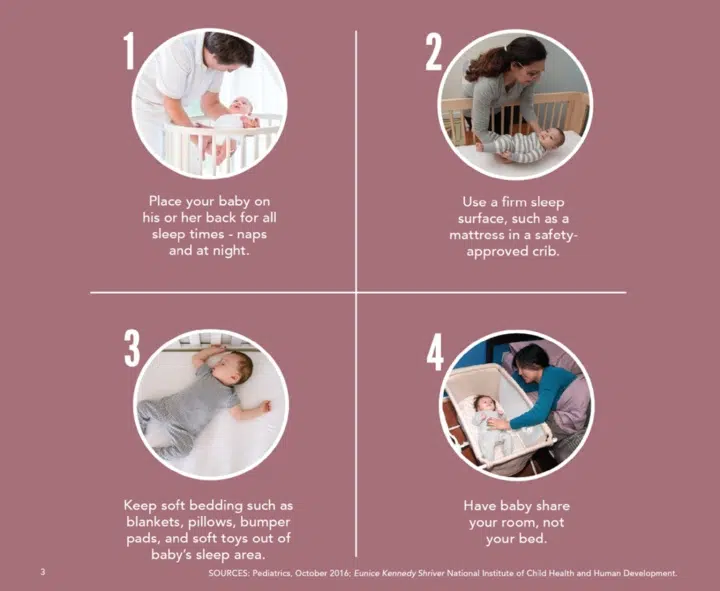 1
Place your baby on
his or her back for all
sleep times - naps
and at night.
2
Use a firm sleep
surface, such as a
mattress in a safety-
approved crib.
3
Keep soft bedding such as
blankets, pillows, bumper
pads, and soft toys out of
baby's sleep area.
4
Have baby share
your room, not
your bed.
3
SOURCES: Pediatrics, October 2016; Eunice Kennedy Shriver National Institute of Child Health and Human Development.